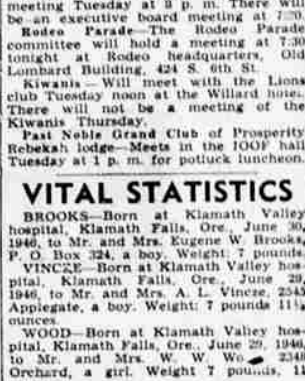 meeting Tuesday at 8 p. m. There will
be an executive board meeting at 7:30.
Rodeo Parade—The Rodeo Parade
committee will hold a meeting at 7:30
tonight at Rodeo headquarters, Old
Lombard Building, 424 S. 6th St.
Kiwanis — Will meet with the Lions
club Tuesday noon at the Willard hotel.
There will not be a meeting of the
Kiwanis Thursday.
Past Noble Grand Club of Prosperity
Rebekah lodge—Meets in the IOOF hall
Tuesday at 1 p. m. for potluck luncheon.
VITAL STATISTICS
BROOKS—Born at Klamath Valley
hospital, Klamath Falls, Ore., June 30,
1946, to Mr. and Mrs. Eugene W. Brooks,
P. O. Box 324, a boy. Weight: 7 pounds.
VINCZE—Born at Klamath Valley hos-
pital, Klamath Falls, Ore., June 29,
1946, to Mr. and Mrs. A. L. Vincze, 2545
Applegate, a boy. Weight: 7 pounds 11½
ounces.
WOOD—Born at Klamath Valley hos-
pital, Klamath Falls, Ore., June 29, 1946,
to Mr. and Mrs. W. W. Wo 2340
Orchard, a girl. Weight 7 pounds, 11